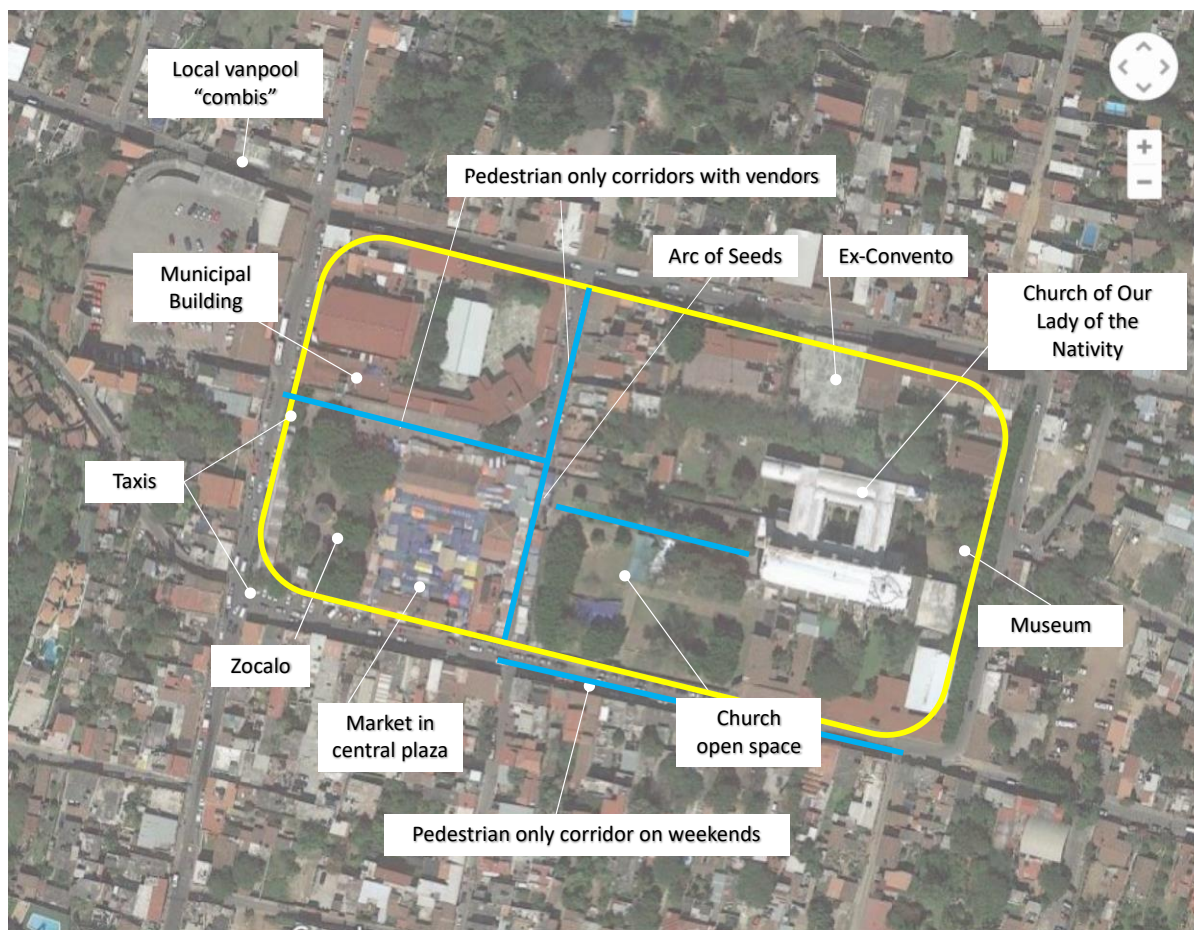 Local vanpool
“combis”
Pedestrian only corridors with vendors
Arc of Seeds
Ex-Convento
Municipal
Building
Church of Our
Lady of the
Nativity
Taxis
Museum
Zocalo
Market in
central plaza
Church
open space
Pedestrian only corridor on weekends